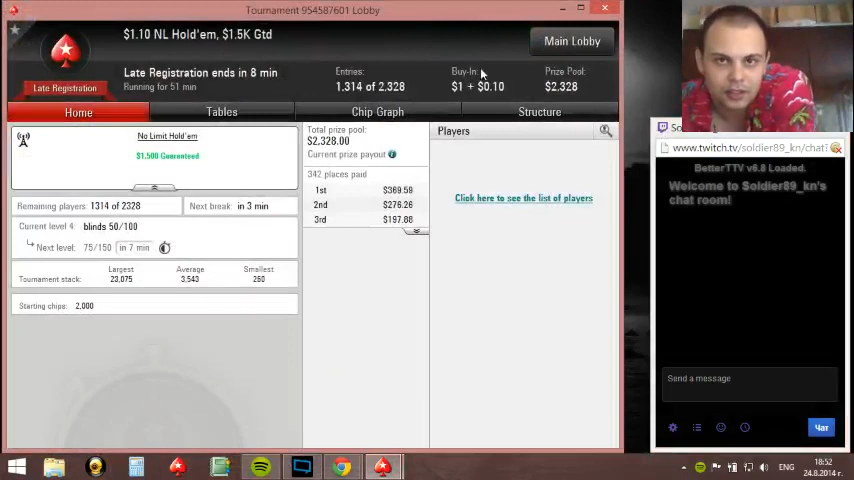 Tournament 954587601 Lobby
$1.10 NL Hold'em, $1.5K Gtd
Main Lobby
Late Registration
Late Registration ends in 8 min
Running for 51 min
Entries:
1.314 of 2.328
Buy-In
$1 + $0.10
Prize Pool:
$2,328
Home
Tables
Chip Graph
Structure
No Limit Hold'em
$1.500 Guaranteed
Remaining players: 1314 of 2328
Next break: in 3 min
Current level 4: blinds 50/100
Next level: 75/150 in 7 min
Largest Average Smallest
Tournament stack: 23,075 3,543 260
Starting chips: 2,000
Total prize pool:
$2,328.00
Current prize payout
342 places paid
1st $369.59
2nd $276.26
3rd $197.88
Players
Click here to see the list of players
So
www.twitch.tv/soldier89_kn/chat?
BetterTTV v6.8 Loaded.
Welcome to Soldier89_kn's
chat room!
Send a message
Чат
ENG
18:52
24.8.2014 г.